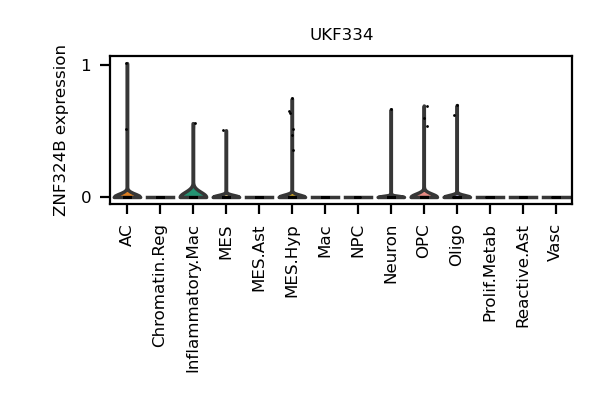 UKF334
ZNF324B expression
1
0
AC
Chromatin.Reg
Inflammatory.Mac
MES
MES.Ast
MES.Hyp
Mac
NPC
Neuron
OPC
Oligo
Prolif.Metab
Reactive.Ast
Vasc